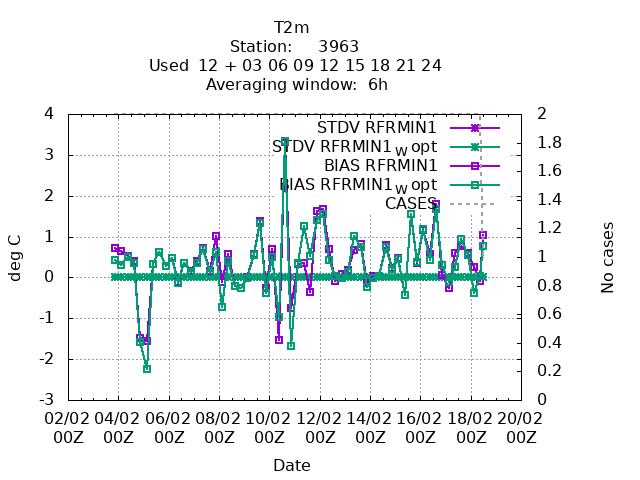 T2m
Station: 3963
Used 12 + 03 06 09 12 15 18 21 24
Averaging window: 6h
STDV RFRMIN1
STDV RFRMIN1_W opt
BIAS RFRMIN1
BIAS RFRMIN1_W opt
CASES
deg C
4
3
2
1
0
-1
-2
-3
No cases
2
1.8
1.6
1.4
1.2
1
0.8
0.6
0.4
0.2
0
02/02 04/02 06/02 08/02 10/02 12/02 14/02 16/02 18/02 20/02
00Z 00Z 00Z 00Z 00Z 00Z 00Z 00Z 00Z 00Z
Date